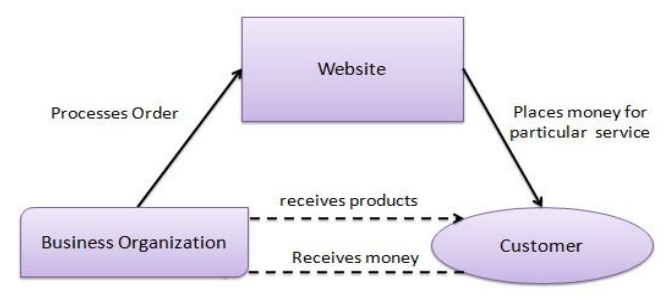 Website
Processes Order
Places money for
particular service
receives products
Business Organization
Customer
Receives money